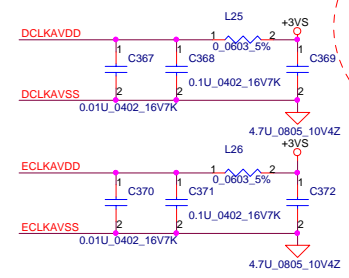 L25
+3VS
DCLKAVDD
1
1
1
2
0_0603_5%
1
C367
C368
C369
0.1U_0402_16V7K
DCLKAVSS
2
2
2
0.01U_0402_16V7K
4.7U_0805_10V4Z
+3VS
L26
ECLKAVDD
1
1
1
2
0_0603_5%
1
C370
C371
C372
0.1U_0402_16V7K
ECLKAVSS
2
2
2
0.01U_0402_16V7K
4.7U_0805_10V4Z